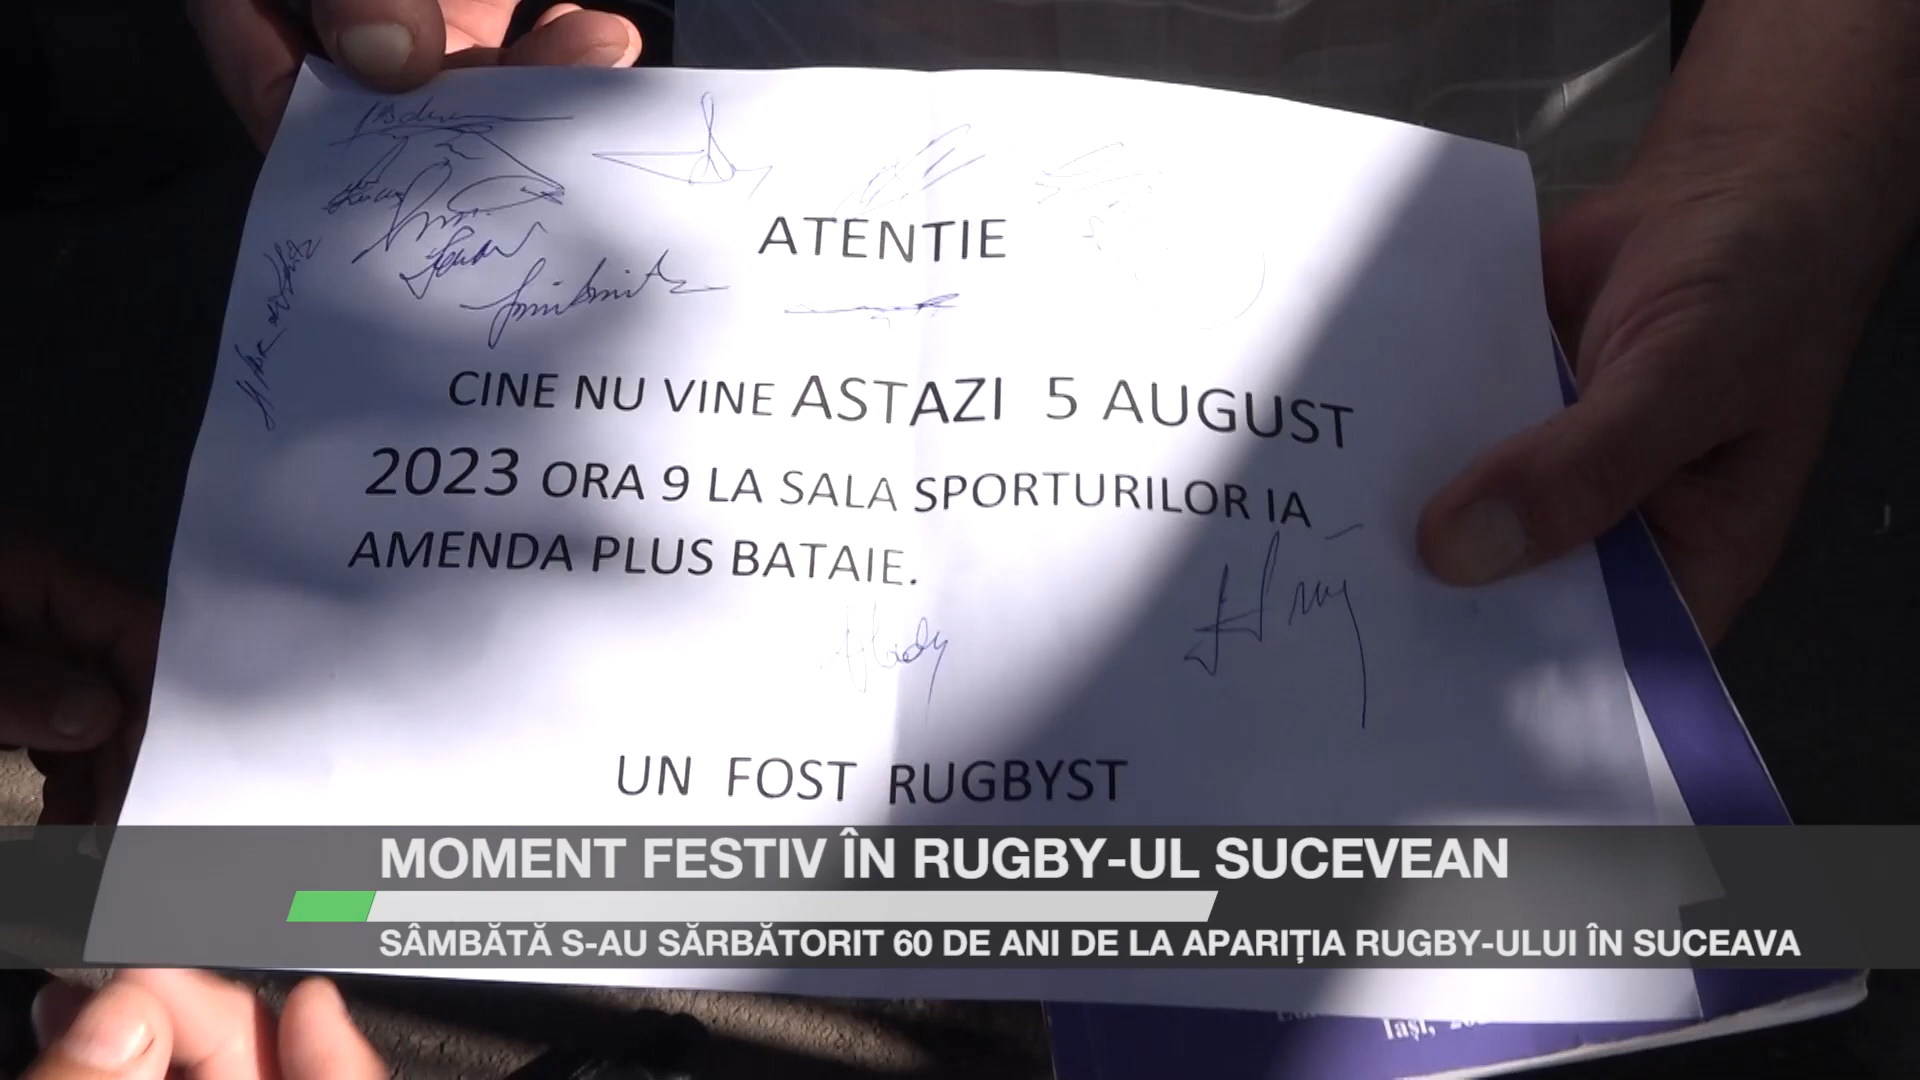 ATENTIE
CINE NU VINE ASTAZI 5 AUGUST
2023 ORA 9 LA SALA SPORTURILOR IA
AMENDA PLUS BATAIE.
UN FOST RUGBYST
MOMENT FESTIV ÎN RUGBY-UL SUCEVEAN
SÂMBĂTĂ S-AU SĂRBĂTORIT 60 DE ANI DE LA APARIȚIA RUGBY-ULUI ÎN SUCEAVA
Iași,